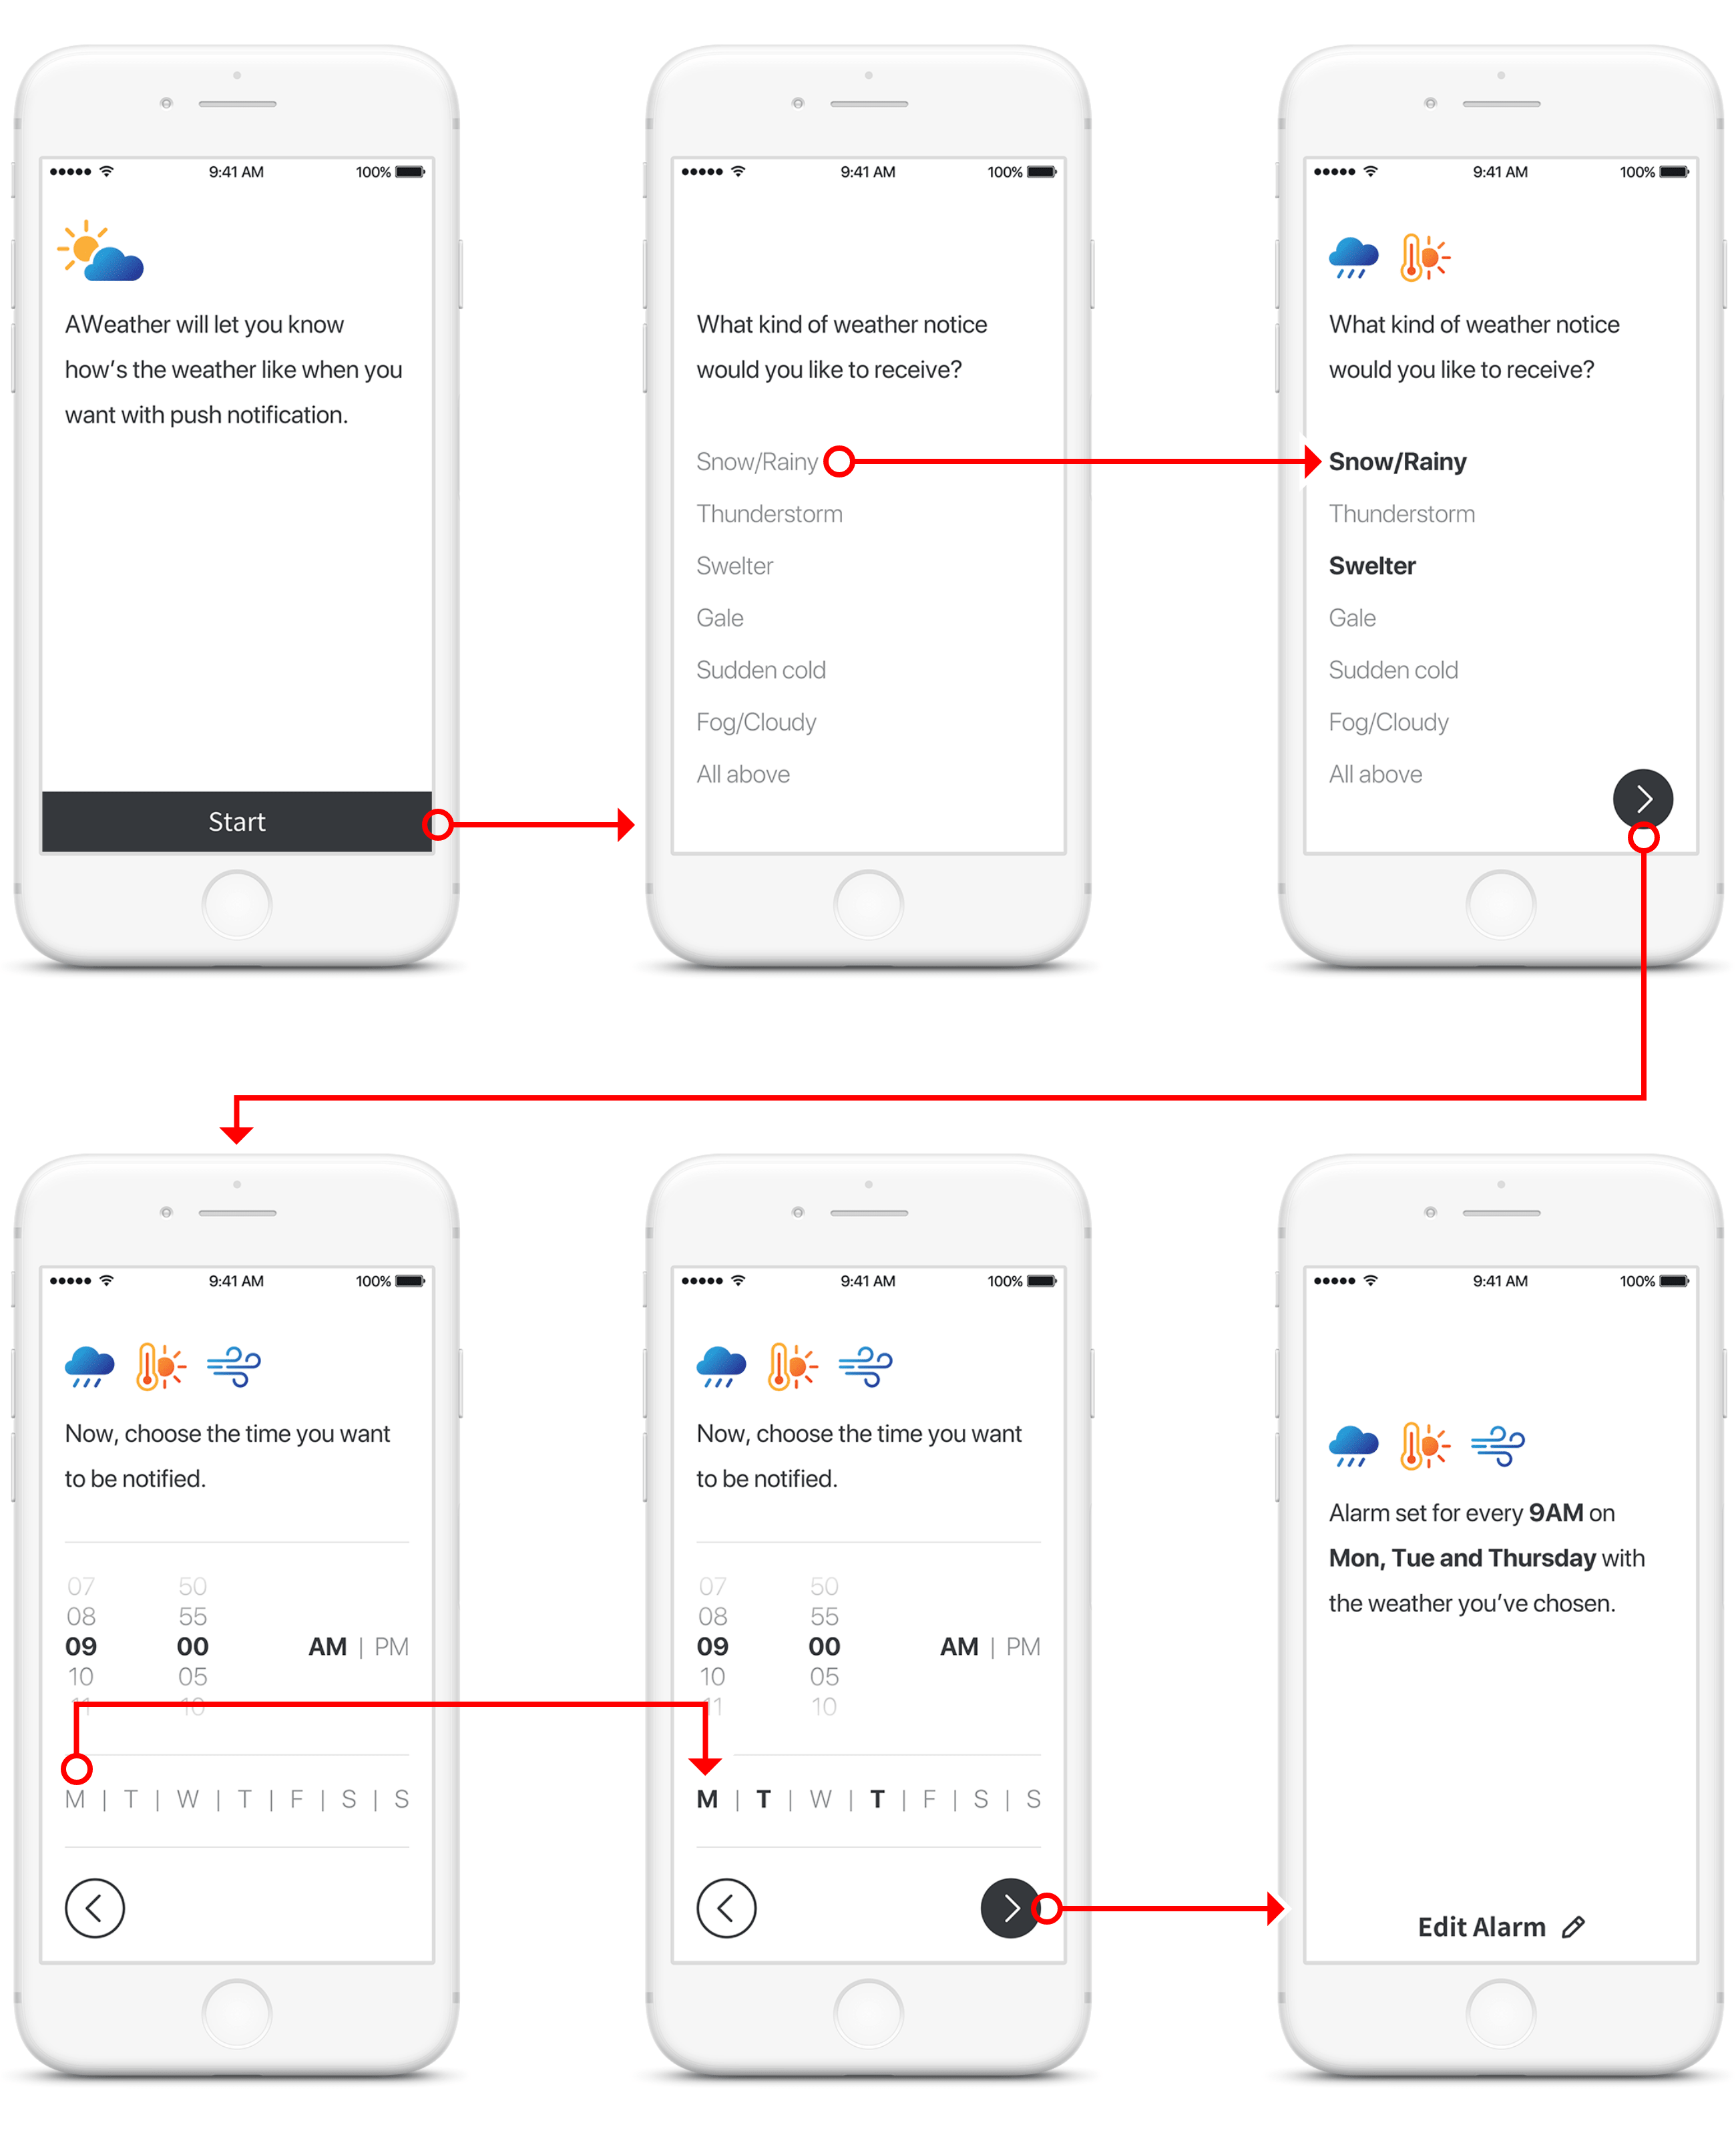 9:41 AM 100%
AWeather will let you know
how's the weather like when you
want with push notification.
Start
9:41 AM 100%
What kind of weather notice
would you like to receive?
Snow/Rainy
Thunderstorm
Swelter
Gale
Sudden cold
Fog/Cloudy
All above
9:41 AM 100%
What kind of weather notice
would you like to receive?
Snow/Rainy
Thunderstorm
Swelter
Gale
Sudden cold
Fog/Cloudy
All above
9:41 AM 100%
Now, choose the time you want
to be notified.
07 50
08 55
09 00 AM | PM
10 05
11 10
M | T | W | T | F | S | S
9:41 AM 100%
Now, choose the time you want
to be notified.
07 50
08 55
09 00 AM | PM
10 05
11 10
M | T | W | T | F | S | S
9:41 AM 100%
Alarm set for every 9AM on
Mon, Tue and Thursday with
the weather you've chosen.
Edit Alarm